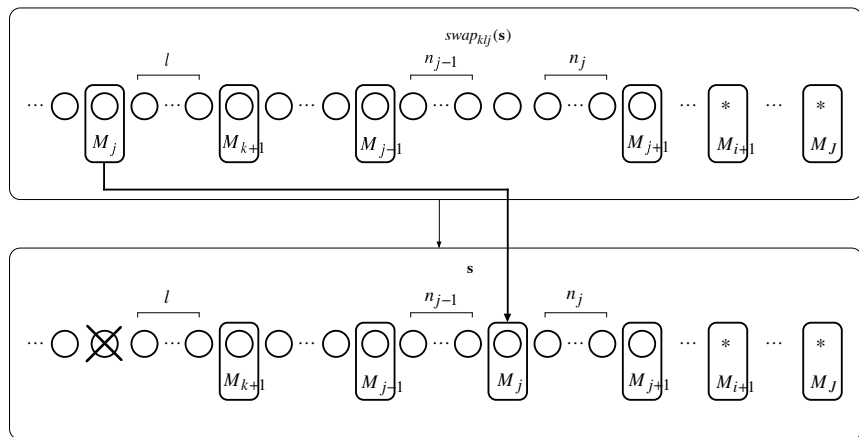 swap_{klj}(s)
l n_{j−1} n_j
··· ··· ··· ··· ··· ··· * ··· *
M_j M_{k+1} M_{j−1} M_{j+1} M_{i+1} M_J
s
l n_{j−1} n_j
··· ··· ··· ··· ··· ··· * ··· *
M_{k+1} M_{j−1} M_j M_{j+1} M_{i+1} M_J